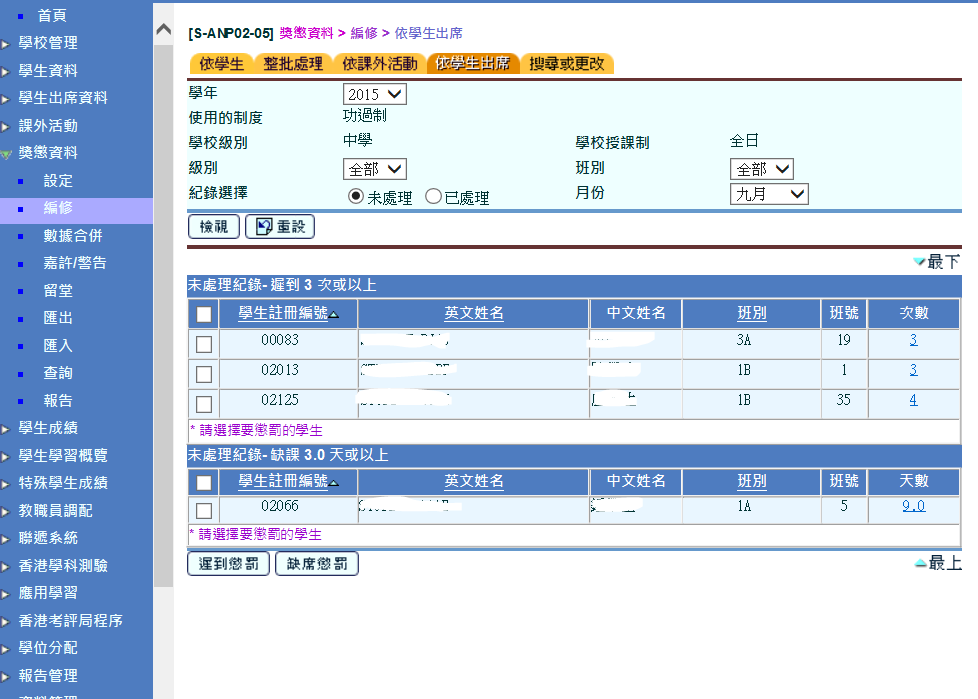 首頁
學校管理
學生資料
學生出席資料
課外活動
獎懲資料
設定
編修
數據合併
嘉許/警告
留堂
匯出
匯入
查詢
報告
學生成績
學生學習概覽
特殊學生成績
教職員調配
聯遞系統
香港學科測驗
應用學習
香港考評局程序
學位分配
報告管理
[S-ANP02-05] 獎懲資料 > 編修 > 依學生出席
依學生 整批處理 依課外活動 依學生出席 搜尋或更改
學年 2015
使用的制度 功過制
學校級別 中學 學校授課制 全日
級別 全部 班別 全部
紀錄選擇 未處理 已處理 月份 九月
檢視 重設
最下
未處理紀錄- 遲到 3 次或以上
學生註冊編號 英文姓名 中文姓名 班別 班號 次數
00083 3A 19 3
02013 1B 1 3
02125 1B 35 4
* 請選擇要懲罰的學生
未處理紀錄- 缺課 3.0 天或以上
學生註冊編號 英文姓名 中文姓名 班別 班號 天數
02066 1A 5 9.0
* 請選擇要懲罰的學生
遲到懲罰 缺席懲罰
最上